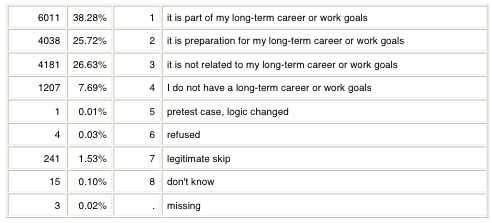 6011 38.28% 1 it is part of my long-term career or work goals
4038 25.72% 2 it is preparation for my long-term career or work goals
4181 26.63% 3 it is not related to my long-term career or work goals
1207 7.69% 4 I do not have a long-term career or work goals
1 0.01% 5 pretest case, logic changed
4 0.03% 6 refused
241 1.53% 7 legitimate skip
15 0.10% 8 don't know
3 0.02% . missing